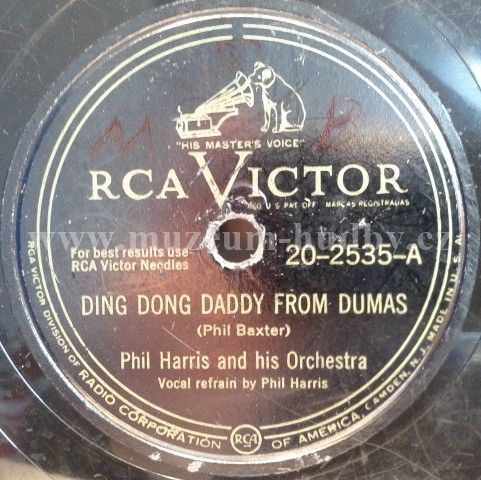 M R
"HIS MASTER'S VOICE"
RCA VICTOR
REG. U.S. PAT. OFF. MARCAS REGISTRADAS
www.muzeum-hudby.cz
For best results use
RCA Victor Needles
20-2535-A
DING DONG DADDY FROM DUMAS
(Phil Baxter)
Phil Harris and his Orchestra
Vocal refrain by Phil Harris
RCA VICTOR DIVISION OF RADIO CORPORATION OF AMERICA, CAMDEN, N. J. MADE IN U.S.A.
RCA